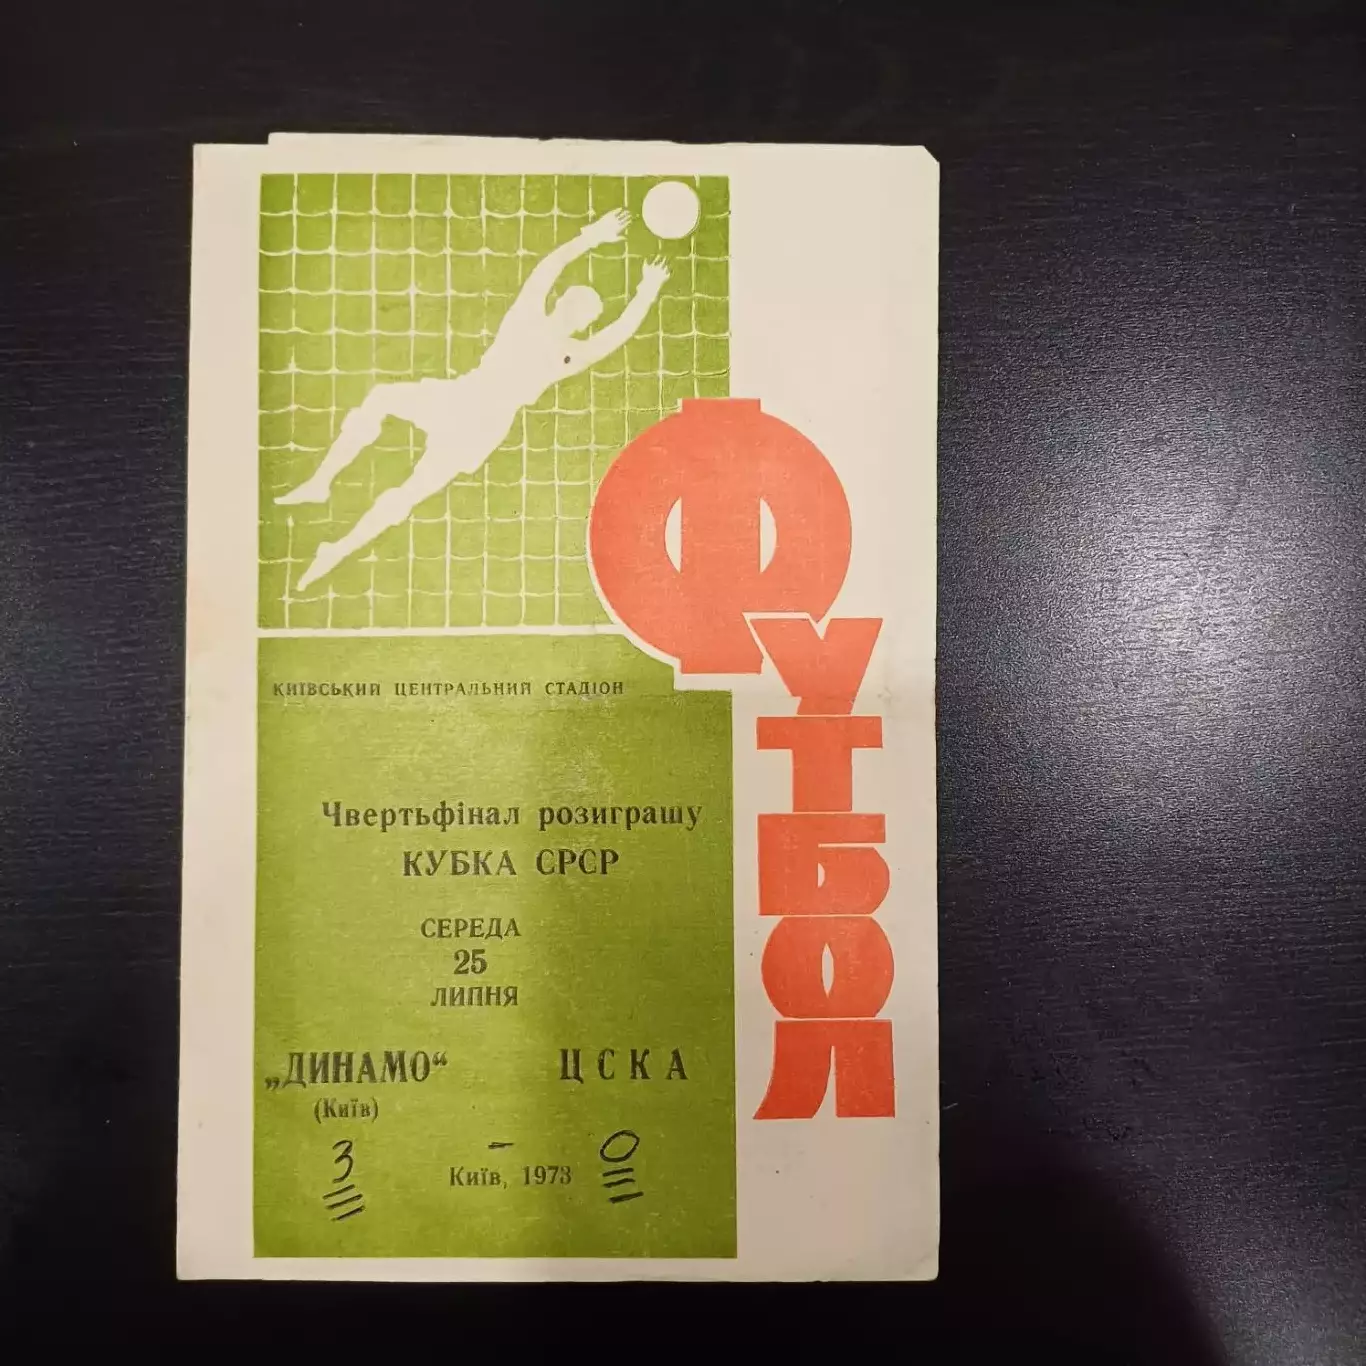 ФУТБОЛ
КИЇВСЬКИЙ ЦЕНТРАЛЬНИЙ СТАДІОН
Чвертьфінал розиграшу
КУБКА СРСР
СЕРЕДА
25
ЛИПНЯ
„ДИНАМО“ ЦСКА
(Київ)
3 - 0
Київ, 1973